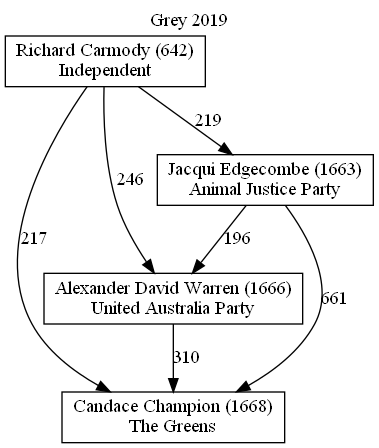 Grey 2019
Richard Carmody (642)
Independent
219
Jacqui Edgecombe (1663)
Animal Justice Party
246
217
196
Alexander David Warren (1666)
United Australia Party
661
310
Candace Champion (1668)
The Greens